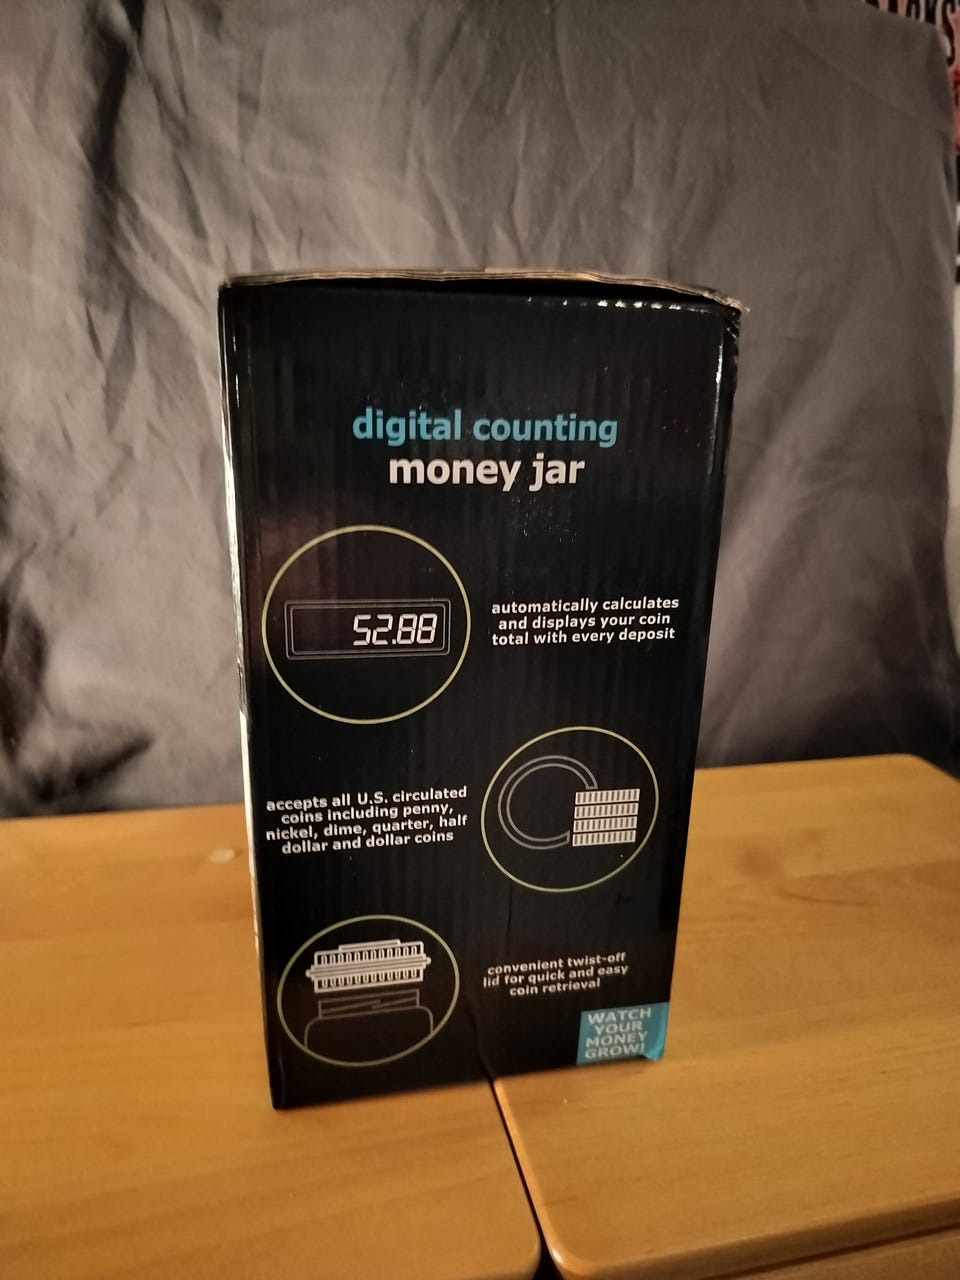 digital counting
money jar
52.88
automatically calculates
and displays your coin
total with every deposit
accepts all U.S. circulated
coins including penny,
nickel, dime, quarter, half
dollar and dollar coins
convenient twist-off
lid for quick and easy
coin retrieval
WATCH
YOUR
MONEY
GROW!